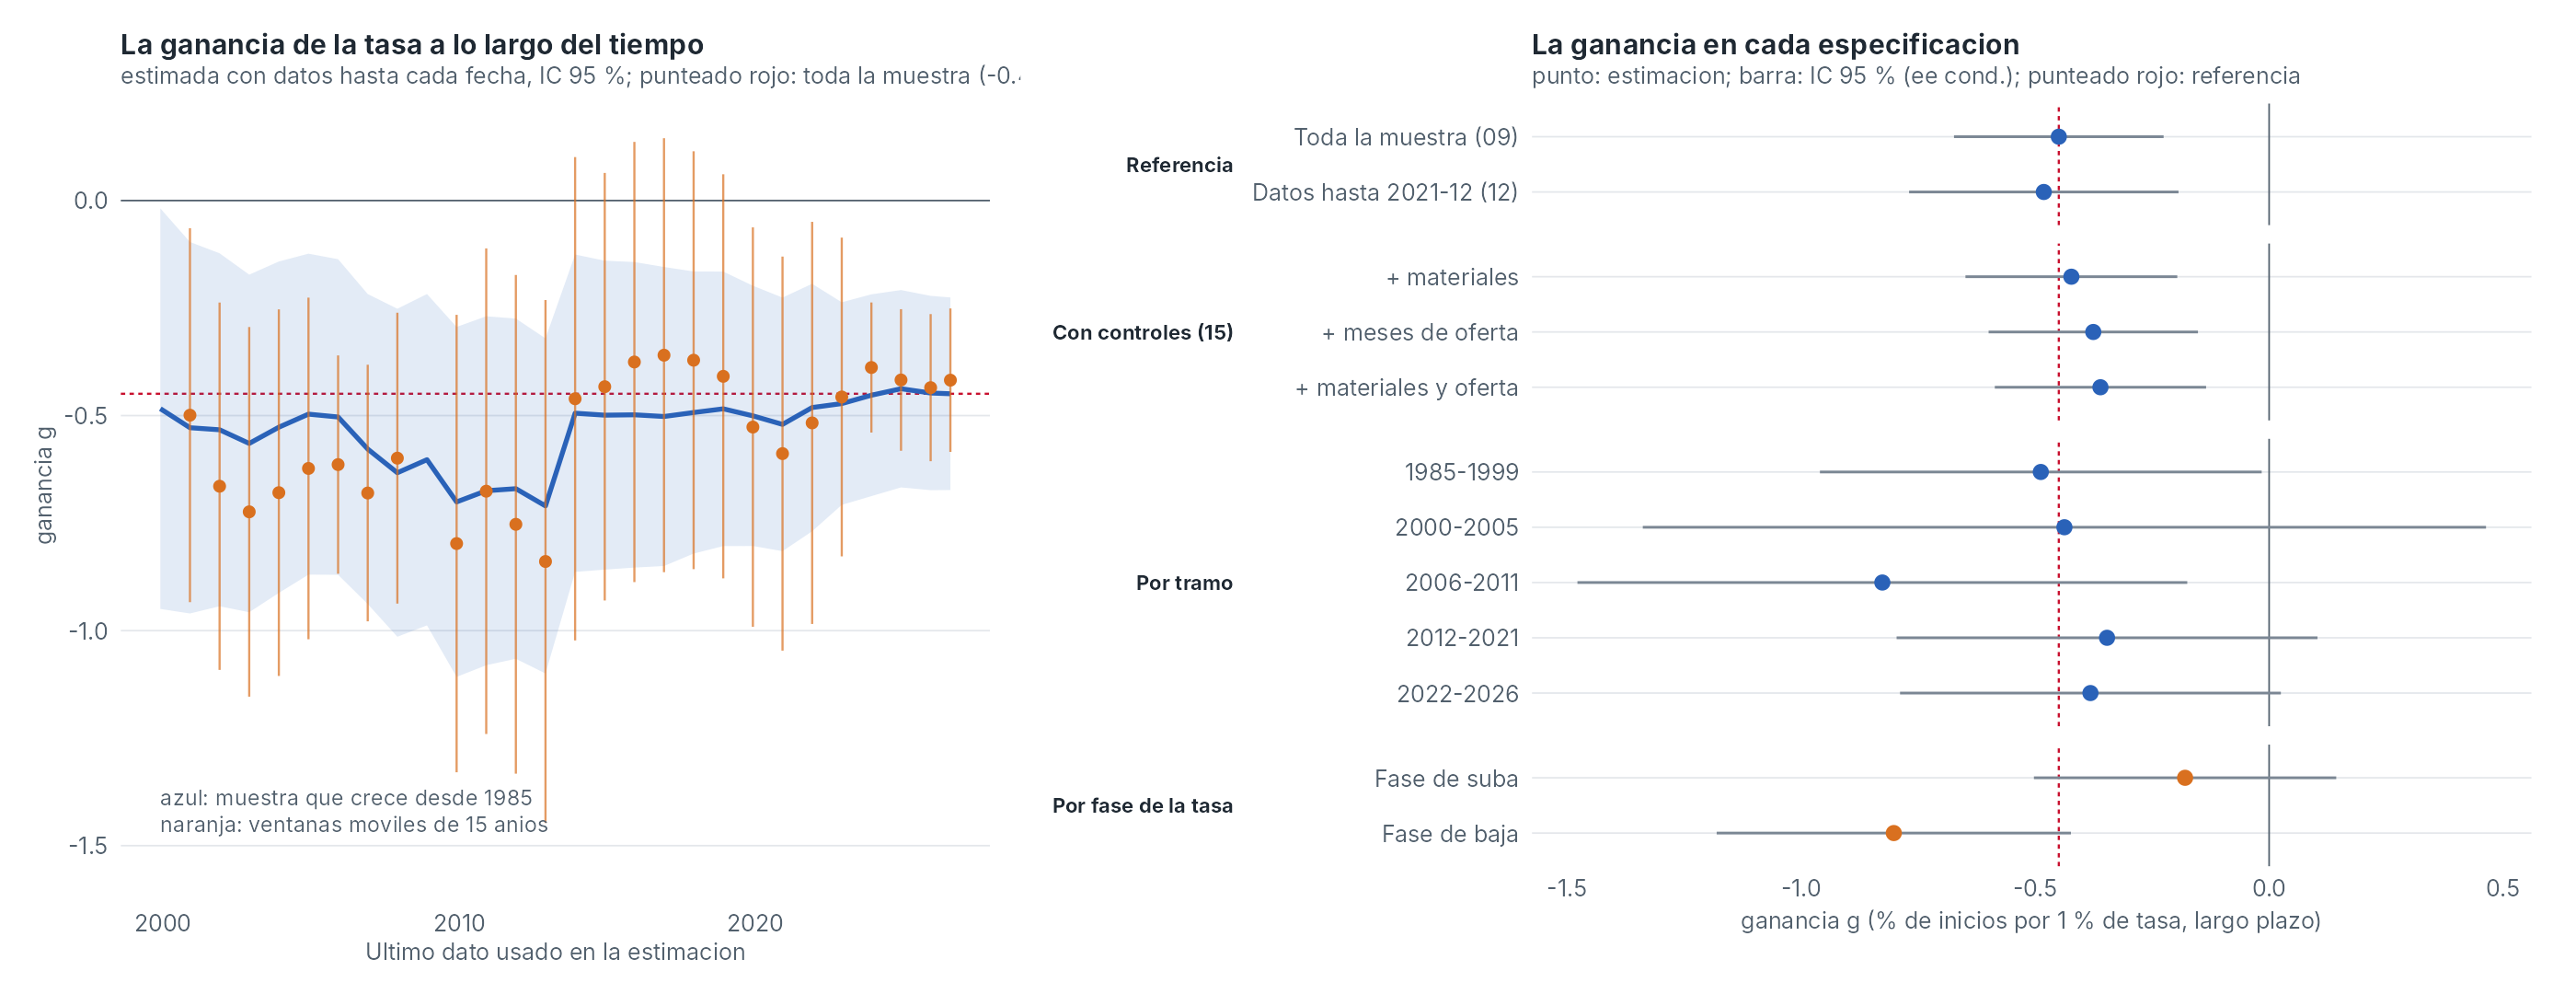 La ganancia de la tasa a lo largo del tiempo
estimada con datos hasta cada fecha, IC 95 %; punteado rojo: toda la muestra (-0.
ganancia g
0.0
-0.5
-1.0
-1.5
azul: muestra que crece desde 1985
naranja: ventanas moviles de 15 anios
2000
2010
2020
Ultimo dato usado en la estimacion
La ganancia en cada especificacion
punto: estimacion; barra: IC 95 % (ee cond.); punteado rojo: referencia
Referencia
Toda la muestra (09)
Datos hasta 2021-12 (12)
Con controles (15)
+ materiales
+ meses de oferta
+ materiales y oferta
Por tramo
1985-1999
2000-2005
2006-2011
2012-2021
2022-2026
Por fase de la tasa
Fase de suba
Fase de baja
-1.5
-1.0
-0.5
0.0
0.5
ganancia g (% de inicios por 1 % de tasa, largo plazo)